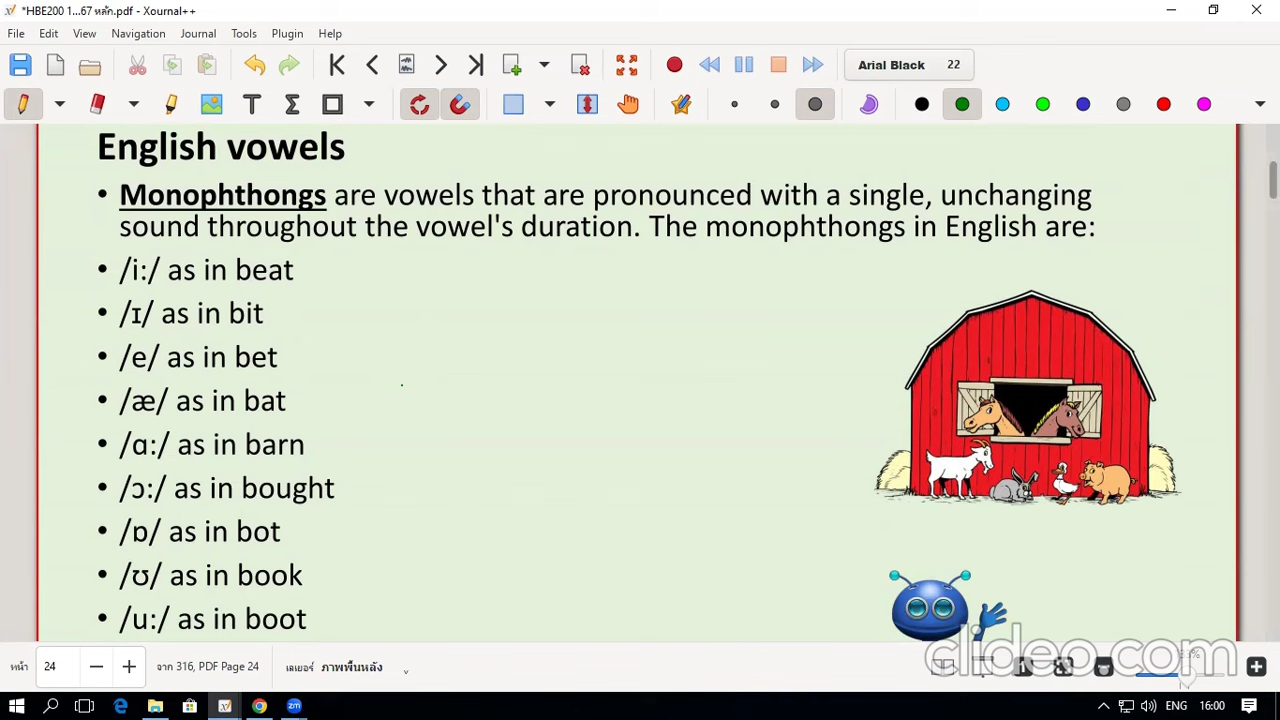 *HBE200 1...67 หลัก.pdf - Xournal++
File Edit View Navigation Journal Tools Plugin Help
Arial Black 22
English vowels
• Monophthongs are vowels that are pronounced with a single, unchanging
sound throughout the vowel's duration. The monophthongs in English are:
• /i:/ as in beat
• /ɪ/ as in bit
• /e/ as in bet
• /æ/ as in bat
• /ɑ:/ as in barn
• /ɔ:/ as in bought
• /ɒ/ as in bot
• /ʊ/ as in book
• /u:/ as in boot
clideo.com
หน้า 24 จาก 316, PDF Page 24 เลเยอร์ ภาพพื้นหลัง
ENG 16:00